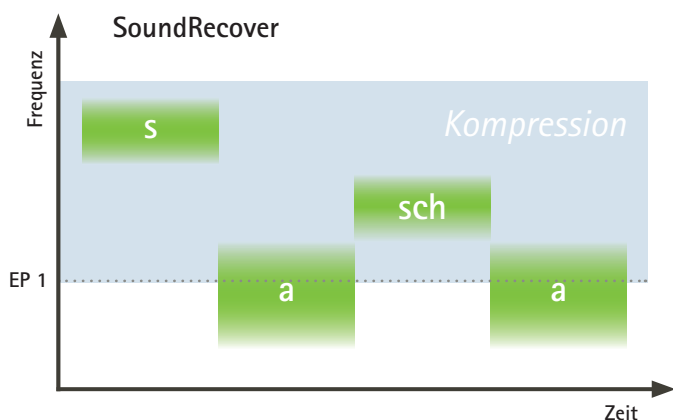 SoundRecover
Frequenz
Kompression
s
sch
EP 1
a
a
Zeit